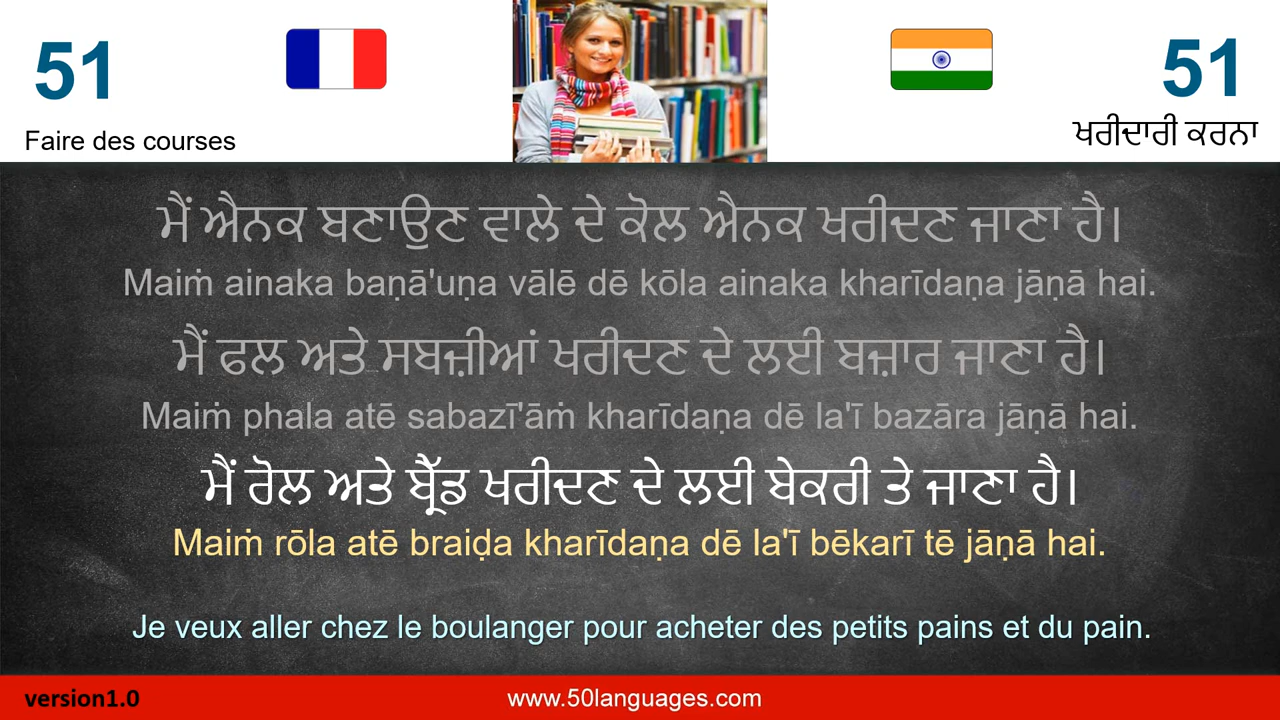 51
51
Faire des courses
ਖਰੀਦਾਰੀ ਕਰਨਾ
ਮੈਂ ਐਨਕ ਬਣਾਉਣ ਵਾਲੇ ਦੇ ਕੋਲ ਐਨਕ ਖਰੀਦਣ ਜਾਣਾ ਹੈ।
Maiṁ ainaka baṇā'uṇa vālē dē kōla ainaka kharīdaṇa jāṇā hai.
ਮੈਂ ਫਲ ਅਤੇ ਸਬਜ਼ੀਆਂ ਖਰੀਦਣ ਦੇ ਲਈ ਬਜ਼ਾਰ ਜਾਣਾ ਹੈ।
Maiṁ phala atē sabazī'āṁ kharīdaṇa dē la'ī bazāra jāṇā hai.
ਮੈਂ ਰੋਲ ਅਤੇ ਬ੍ਰੈੱਡ ਖਰੀਦਣ ਦੇ ਲਈ ਬੇਕਰੀ ਤੇ ਜਾਣਾ ਹੈ।
Maiṁ rōla atē braiḍa kharīdaṇa dē la'ī bēkarī tē jāṇā hai.
Je veux aller chez le boulanger pour acheter des petits pains et du pain.
version1.0
www.50languages.com